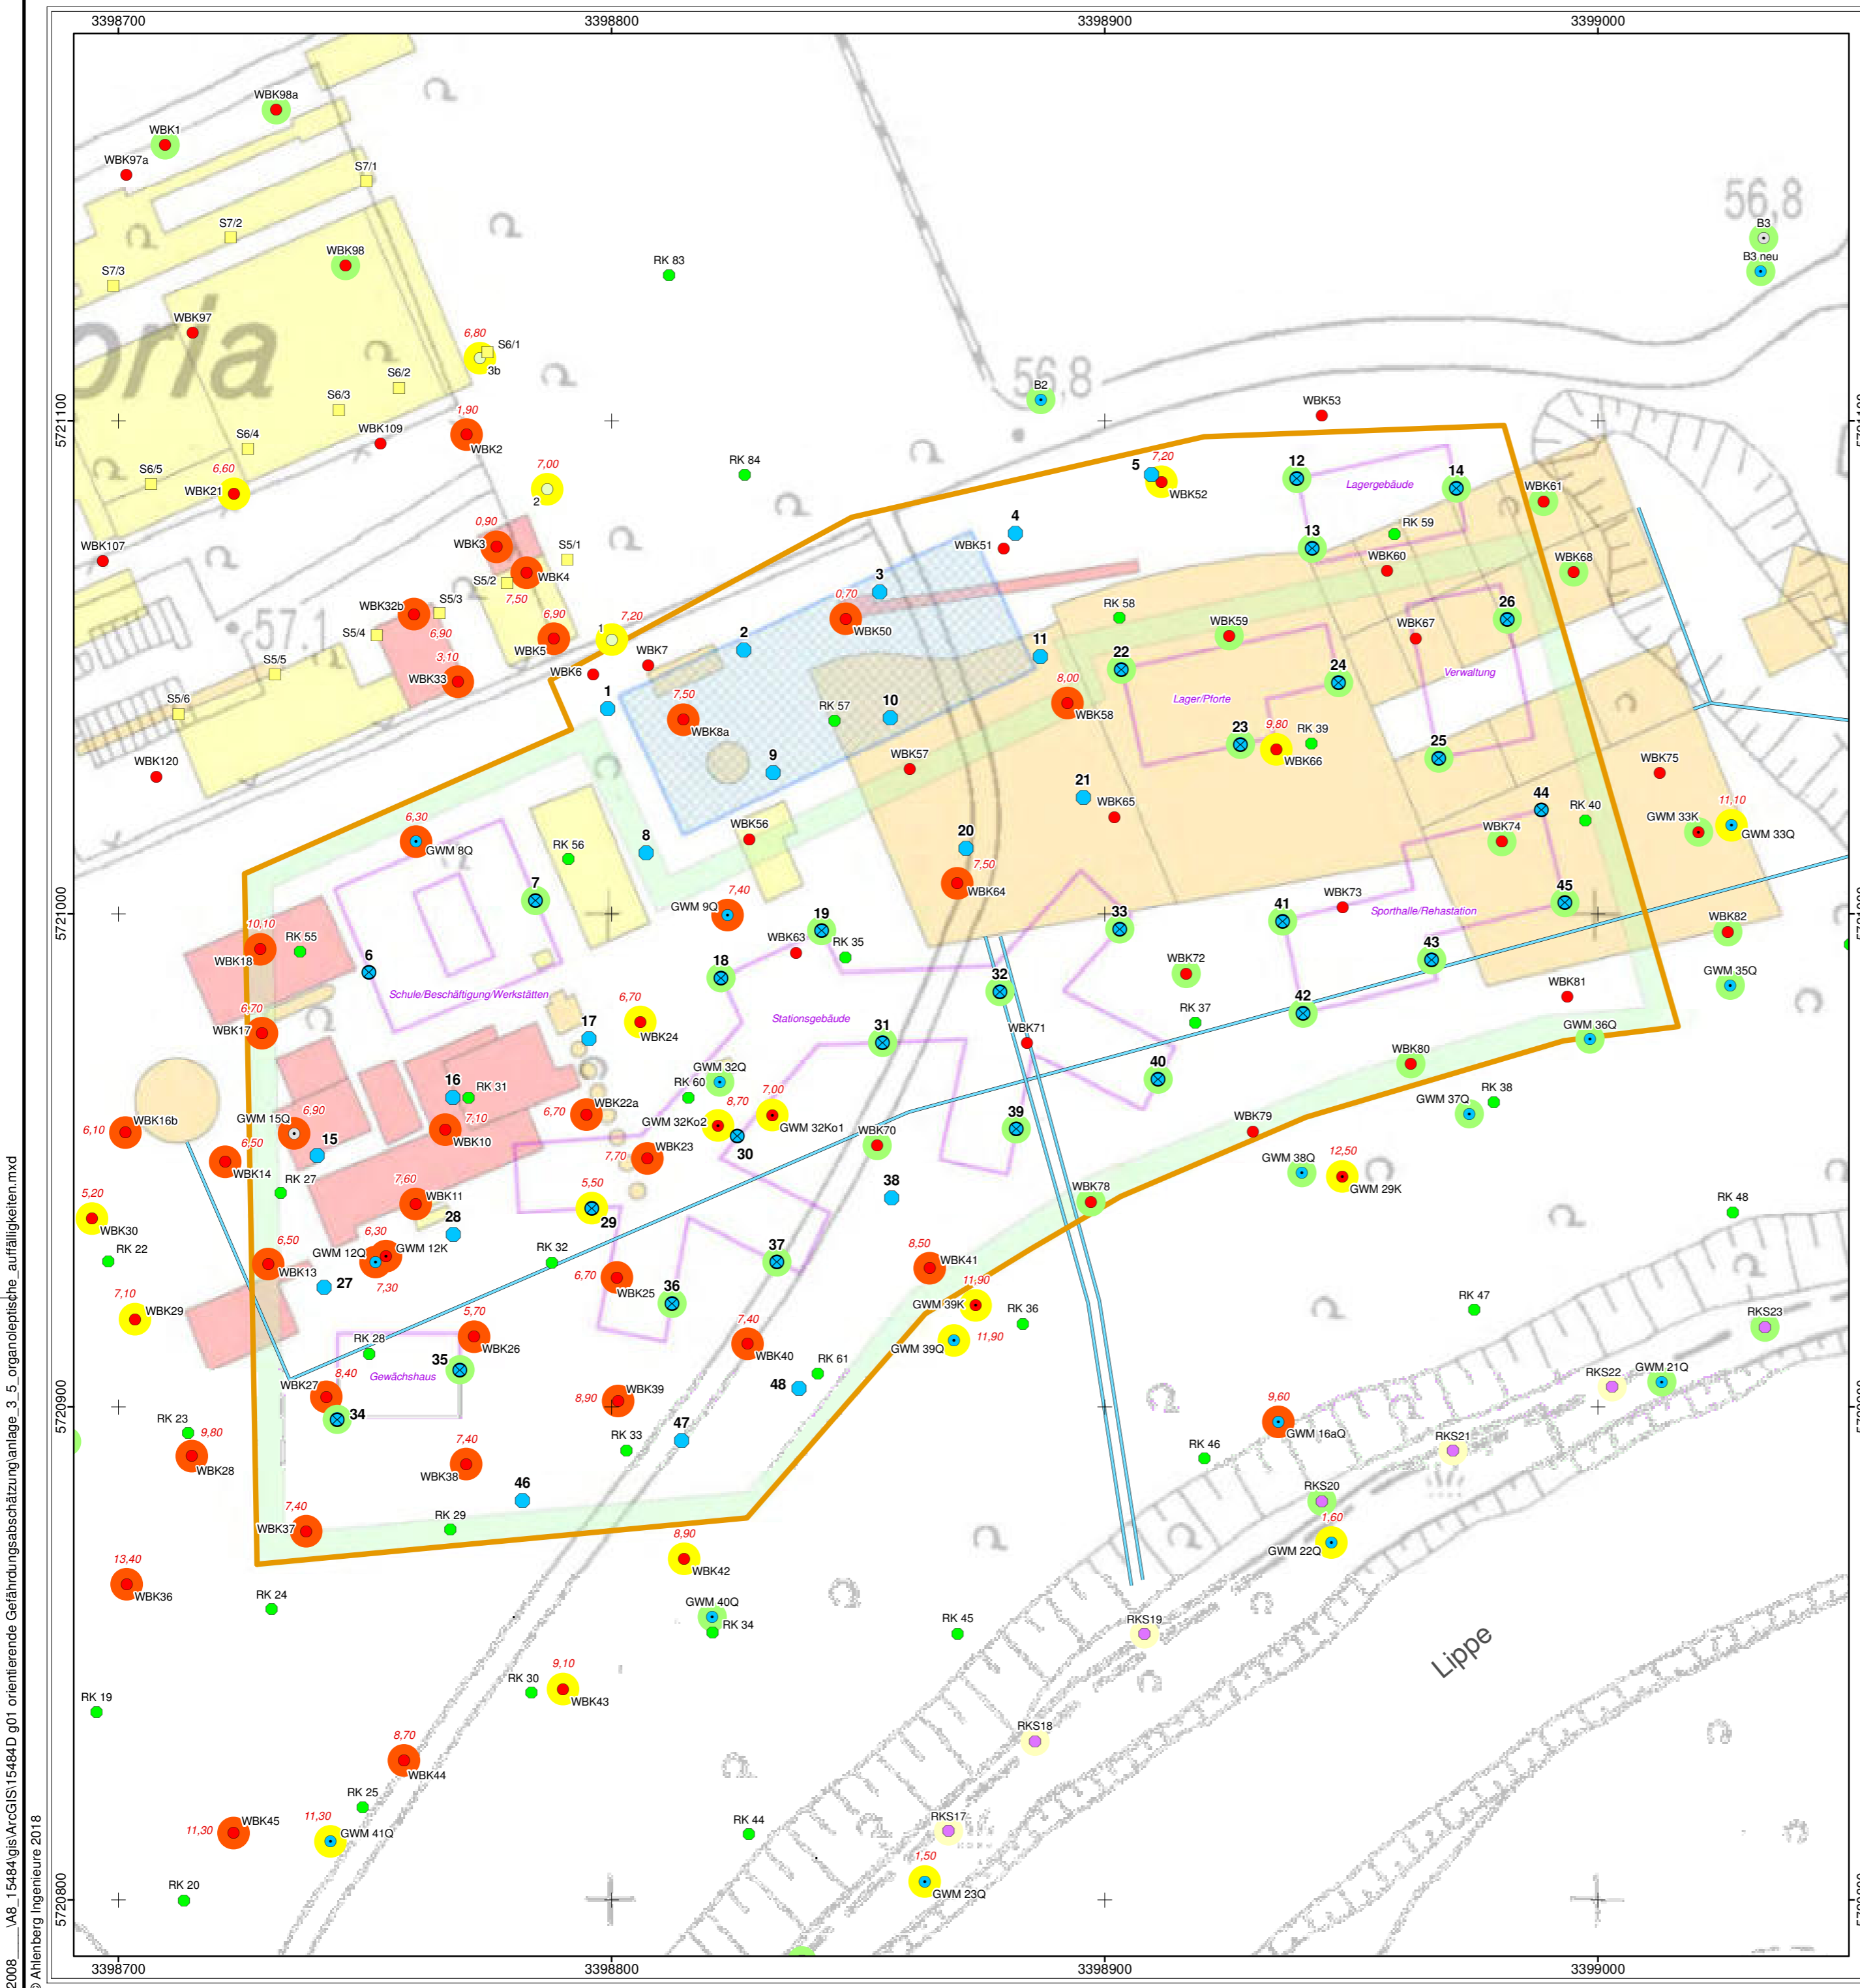 3398700
3398800
3398900
3399000
WBK98a
WBK1
WBK97a
S7/1
S7/2
WBK98
S7/3
WBK97
oria
56,8
B3
B3 neu
RK 83
6,80
S6/1
3b
S6/2
S6/3
1,90
WBK2
WBK109
S6/4
S6/5
6,60
WBK21
56,8
B2
WBK53
5721100
RK 84
7,00
2
5
7,20
WBK52
12
Lagergebäude
14
WBK61
0,90
WBK3
S5/1
WBK4
S5/2
7,50
WBK107
4
WBK51
13
RK 59
WBK60
WBK68
3
WBK32b
S5/3
57,1
S5/4
6,90
6,90
WBK5
1
7,20
0,70
WBK50
RK 58
WBK59
26
WBK67
S5/5
3,10
WBK33
WBK6
WBK7
2
11
22
24
Verwaltung
S5/6
1
7,50
WBK8a
RK 57
10
8,00
WBK58
Lager/Pforte
23
9,80
RK 39
WBK66
25
WBK120
9
WBK57
21
WBK65
WBK75
44
RK 40
11,10
GWM 33K
GWM 33Q
6,30
GWM 8Q
RK 56
8
WBK56
20
7,50
WBK64
WBK74
7
7,40
GWM 9Q
19
33
41
WBK73
45
Sporthalle/Rehastation
5721000
10,10
RK 55
WBK18
WBK63
RK 35
WBK82
6
18
WBK72
43
GWM 35Q
Schule/Beschäftigung/Werkstätten
32
WBK81
6,70
WBK17
6,70
WBK24
Stationsgebäude
42
RK 37
17
31
WBK71
GWM 36Q
WBK80
GWM 32Q
40
16
RK 31
RK 60
RK 38
GWM 37Q
6,90
GWM 15Q
6,10
WBK16b
7,10
WBK10
6,70
WBK22a
8,70
7,00
GWM 32Ko2
GWM 32Ko1
39
WBK79
15
30
WBK70
6,50
WBK14
7,70
WBK23
GWM 38Q
12,50
GWM 29K
RK 27
7,60
WBK11
5,50
29
38
WBK78
5,20
WBK30
28
RK 48
RK 22
6,50
WBK13
6,30
GWM 12Q
GWM 12K
7,30
RK 32
37
8,50
WBK41
27
6,70
WBK25
36
11,90
GWM 39K
7,10
WBK29
5,70
WBK26
RK 36
RK 47
RKS23
RK 28
7,40
WBK40
GWM 39Q
11,90
35
Gewächshaus
8,40
WBK27
RK 61
48
RKS22
GWM 21Q
34
8,90
WBK39
5720900
RK 23
9,80
WBK28
RK 33
47
9,60
GWM 16aQ
RKS21
7,40
WBK38
RK 46
46
RKS20
7,40
WBK37
RK 29
1,60
GWM 22Q
8,90
WBK42
13,40
WBK36
RK 24
GWM 40Q
RK 34
RK 45
RKS19
Lippe
9,10
RK 30
WBK43
RK 19
RKS18
8,70
WBK44
RK 25
11,30
WBK45
11,30
GWM 41Q
RK 44
RKS17
1,50
GWM 23Q
RK 20
5720800
3398700
3398800
3398900
3399000
\A8_15484\gis\ArcGIS\15484D g01 orientierende Gefährdungsabschätzung\anlage_3_5_organoleptische_auffälligkeiten.mxd
2008
© Ahlenberg Ingenieure 2018